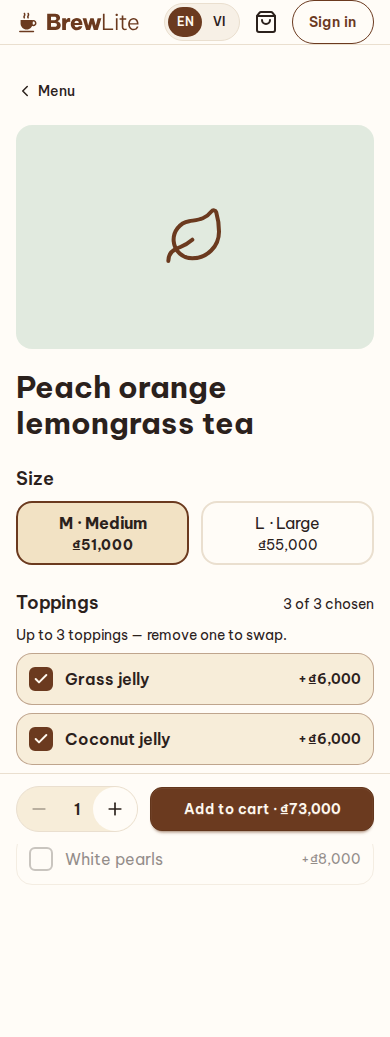 BrewLite
EN VI
Sign in
Menu
Peach orange
lemongrass tea
Size
M · Medium
₫51,000
L · Large
₫55,000
Toppings
3 of 3 chosen
Up to 3 toppings — remove one to swap.
Grass jelly
+₫6,000
Coconut jelly
+₫6,000
1
Add to cart · ₫73,000
White pearls
+₫8,000